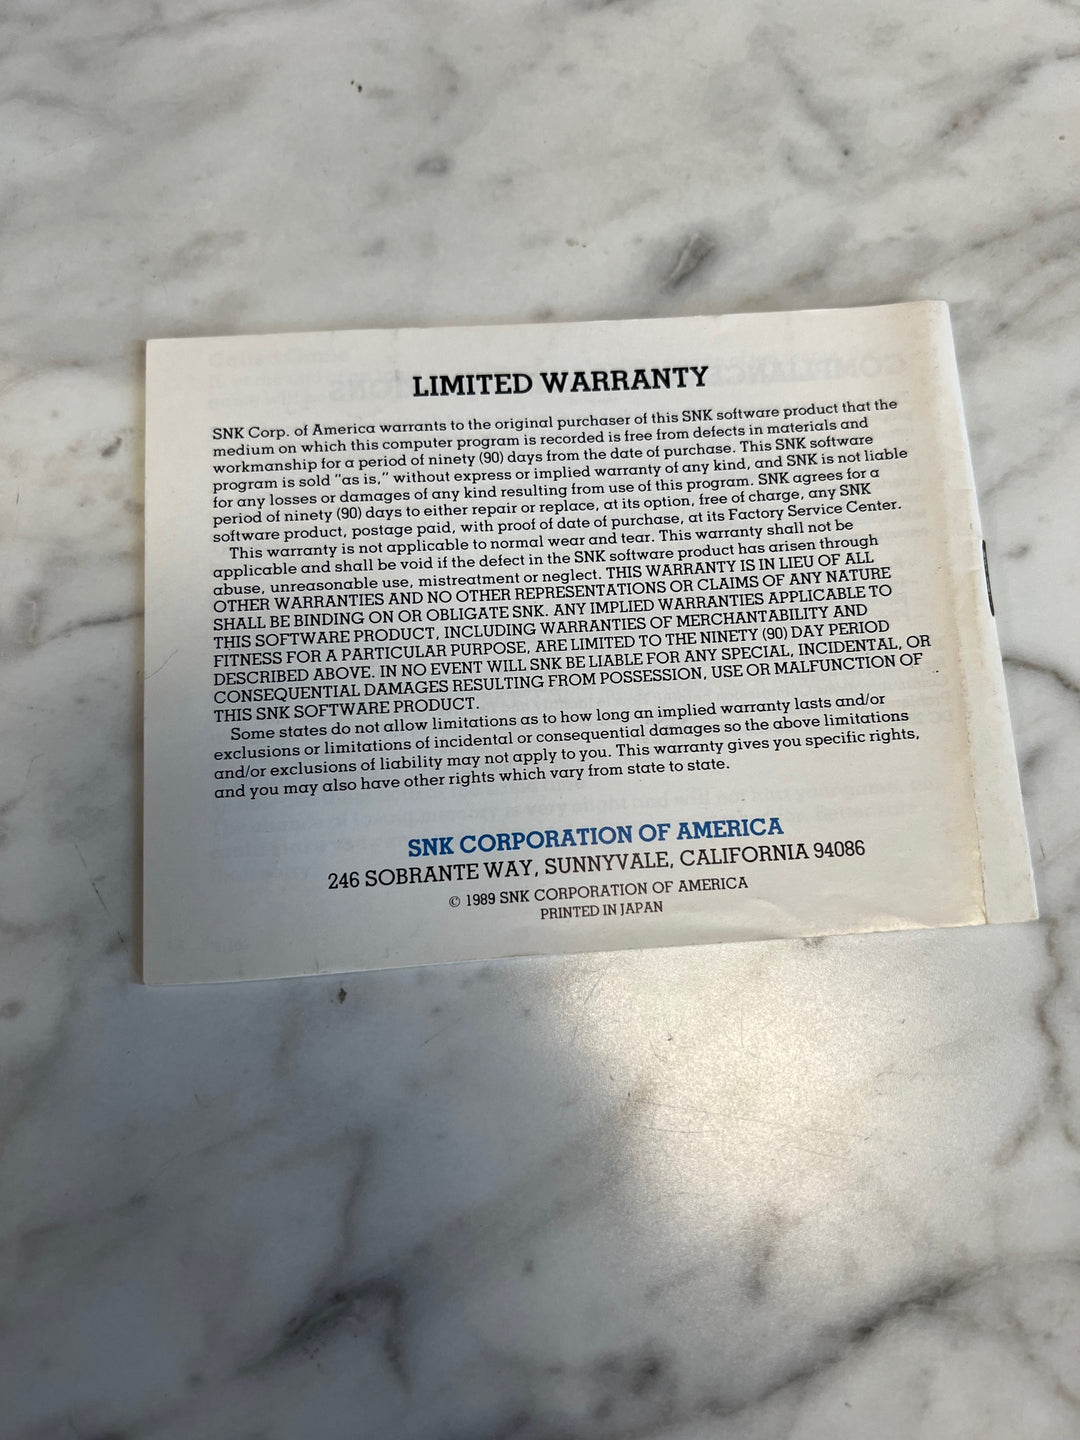 LIMITED WARRANTY
SNK Corp. of America warrants to the original purchaser of this SNK software product that the
medium on which this computer program is recorded is free from defects in materials and
workmanship for a period of ninety (90) days from the date of purchase. This SNK software
program is sold "as is," without express or implied warranty of any kind, and SNK is not liable
for any losses or damages of any kind resulting from use of this program. SNK agrees for a
period of ninety (90) days to either repair or replace, at its option, free of charge, any SNK
software product, postage paid, with proof of date of purchase, at its Factory Service Center.
This warranty is not applicable to normal wear and tear. This warranty shall not be
applicable and shall be void if the defect in the SNK software product has arisen through
abuse, unreasonable use, mistreatment or neglect. THIS WARRANTY IS IN LIEU OF ALL
OTHER WARRANTIES AND NO OTHER REPRESENTATIONS OR CLAIMS OF ANY NATURE
SHALL BE BINDING ON OR OBLIGATE SNK. ANY IMPLIED WARRANTIES APPLICABLE TO
THIS SOFTWARE PRODUCT, INCLUDING WARRANTIES OF MERCHANTABILITY AND
FITNESS FOR A PARTICULAR PURPOSE, ARE LIMITED TO THE NINETY (90) DAY PERIOD
DESCRIBED ABOVE. IN NO EVENT WILL SNK BE LIABLE FOR ANY SPECIAL, INCIDENTAL, OR
CONSEQUENTIAL DAMAGES RESULTING FROM POSSESSION, USE OR MALFUNCTION OF
THIS SNK SOFTWARE PRODUCT.
Some states do not allow limitations as to how long an implied warranty lasts and/or
exclusions or limitations of incidental or consequential damages so the above limitations
and/or exclusions of liability may not apply to you. This warranty gives you specific rights,
and you may also have other rights which vary from state to state.
SNK CORPORATION OF AMERICA
246 SOBRANTE WAY, SUNNYVALE, CALIFORNIA 94086
© 1989 SNK CORPORATION OF AMERICA
PRINTED IN JAPAN